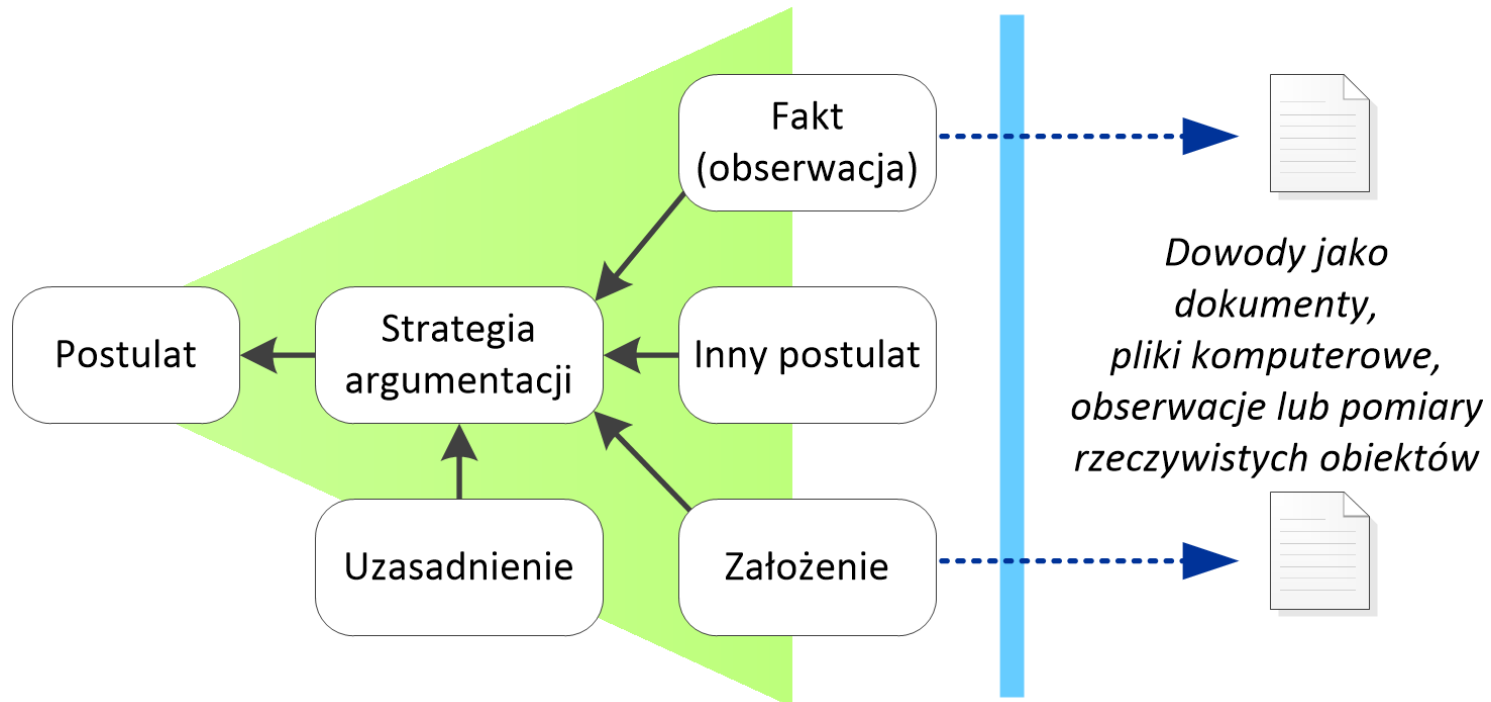 Fakt
(obserwacja)
Postulat
Strategia
argumentacji
Inny postulat
Uzasadnienie
Założenie
Dowody jako
dokumenty,
pliki komputerowe,
obserwacje lub pomiary
rzeczywistych obiektów